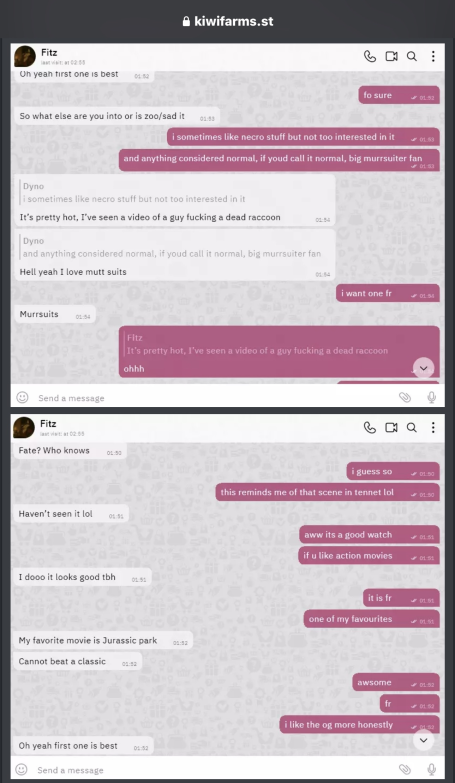 kiwifarms.st
Fitz
last visit: at 02:55
Oh yeah first one is best 01:52
fo sure 01:52
So what else are you into or is zoo/sad it 01:53
i sometimes like necro stuff but not too interested in it 01:53
and anything considered normal, if youd call it normal, big murrsuiter fan
01:53
Dyno
i sometimes like necro stuff but not too interested in it
It's pretty hot, I've seen a video of a guy fucking a dead raccoon 01:54
Dyno
and anything considered normal, if youd call it normal, big murrsuiter fan
Hell yeah I love mutt suits 01:54
i want one fr 01:54
Murrsuits 01:54
Fitz
It's pretty hot, I've seen a video of a guy fucking a dead raccoon
ohhh
Send a message
Fitz
last visit: at 02:55
Fate? Who knows 01:50
i guess so 01:50
this reminds me of that scene in tennet lol 01:50
Haven't seen it lol 01:51
aww its a good watch 01:51
if u like action movies 01:51
I dooo it looks good tbh 01:51
it is fr 01:51
one of my favourites 01:51
My favorite movie is Jurassic park 01:52
Cannot beat a classic 01:52
awsome 01:52
fr 01:52
i like the og more honestly 01:52
Oh yeah first one is best 01:52
Send a message